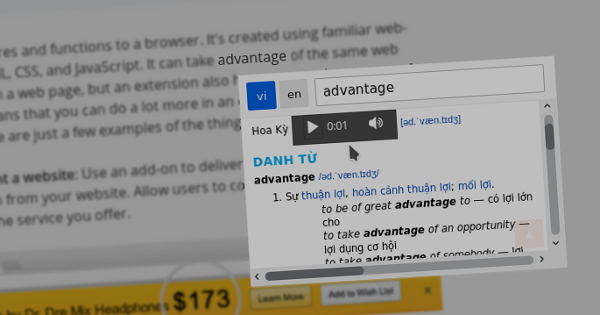 res and functions to a browser. It's created using familiar web-
L, CSS, and JavaScript. It can take advantage of the same web
n a web page, but an extension also
ans that you can do a lot more in an
e are just a few examples of the thing
nt a website: Use an add-on to deliver
n from your website. Allow users to co
ne service you offer.
vi en advantage
Hoa Kỳ 0:01 [əd.ˈvæn.tɪdʒ]
DANH TỪ
advantage /əd.ˈvæn.tɪdʒ/
1. Sự thuận lợi, hoàn cảnh thuận lợi; mối lợi.
to be of great advantage to — có lợi lớn
cho
to take advantage of an opportunity —
lợi dụng cơ hội
to take advantage of somebody — lợi
by Dr. Dre Mix Headphones $173 Learn More Add to Wish List